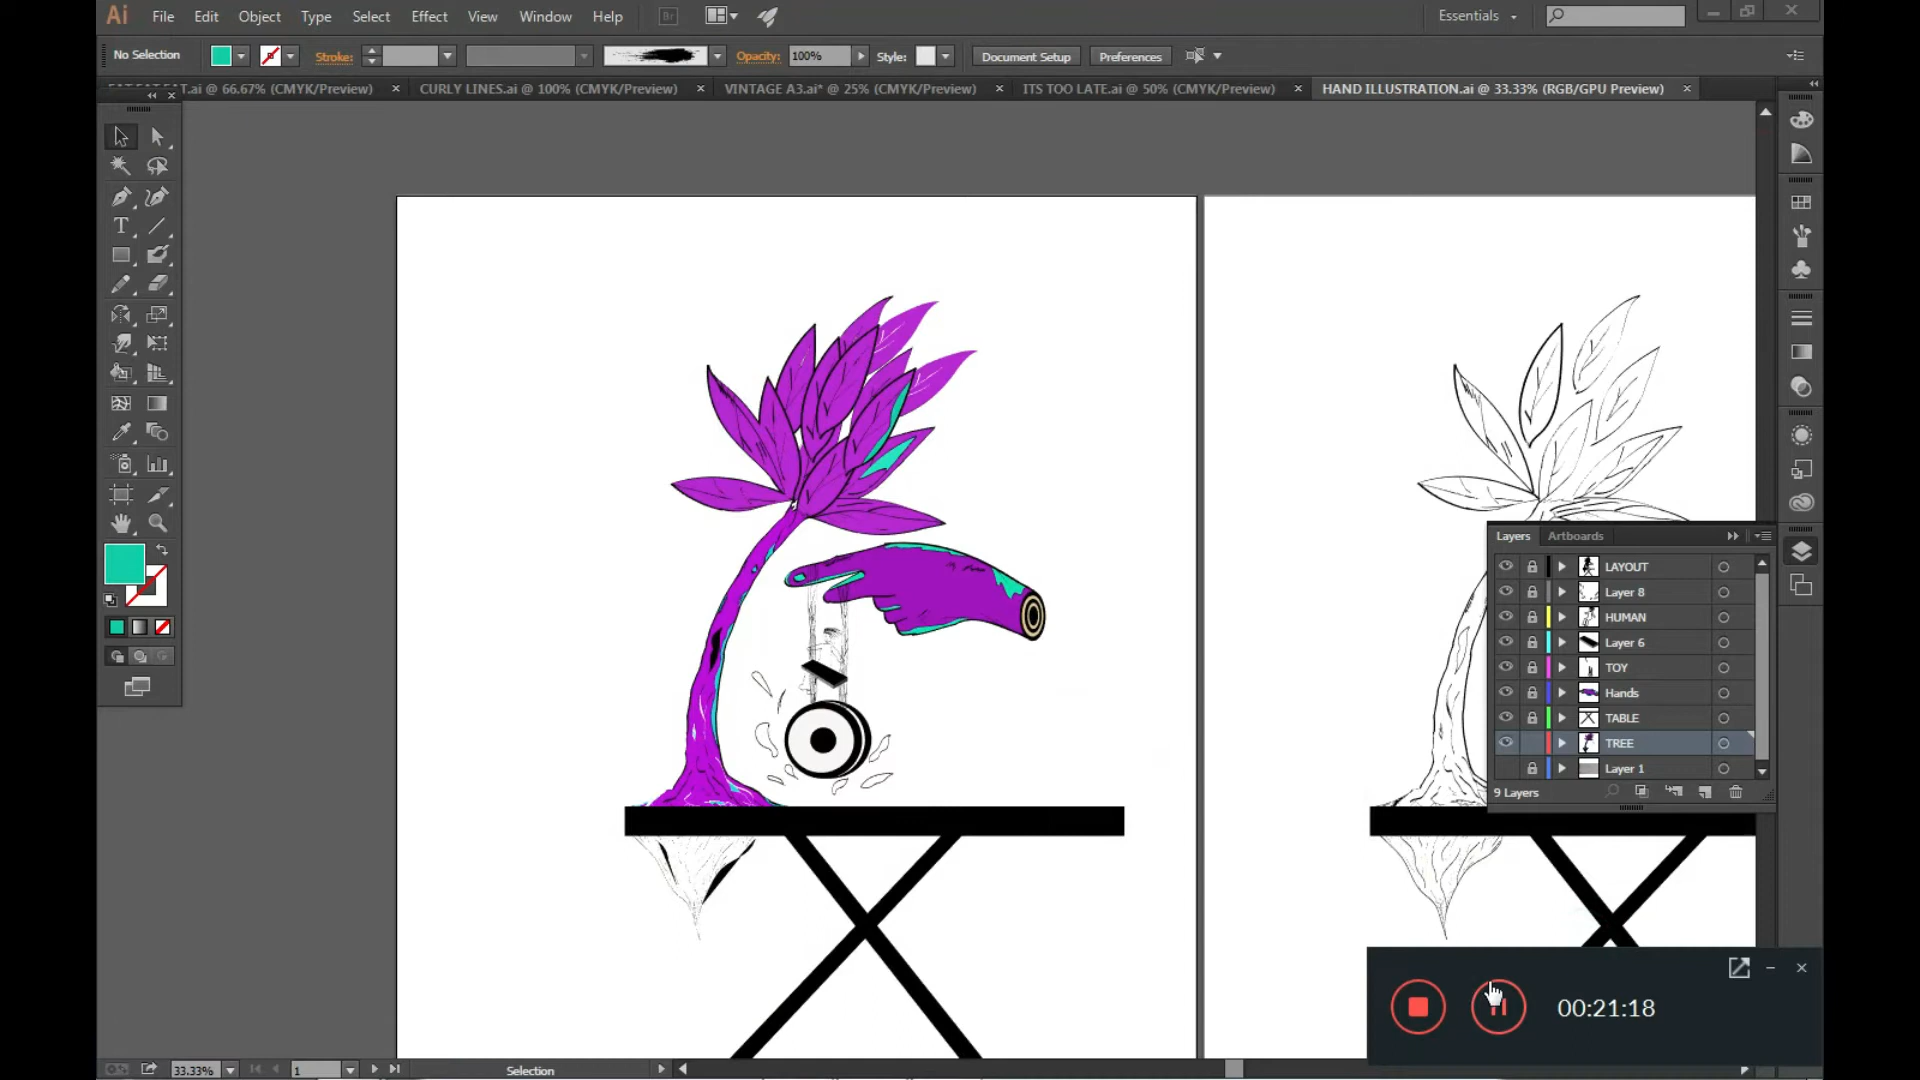 Ai File Edit Object Type Select Effect View Window Help Br Essentials
No Selection Stroke: Opacity: 100% Style: Document Setup Preferences
.ai @ 66.67% (CMYK/Preview) × CURLY LINES.ai @ 100% (CMYK/Preview) × VINTAGE A3.ai* @ 25% (CMYK/Preview) × ITS TOO LATE.ai @ 50% (CMYK/Preview) × HAND ILLUSTRATION.ai @ 33.33% (RGB/GPU Preview) ×
Layers Artboards
LAYOUT
Layer 8
HUMAN
Layer 6
TOY
Hands
TABLE
TREE
Layer 1
9 Layers
00:21:18
33.33% 1 Selection